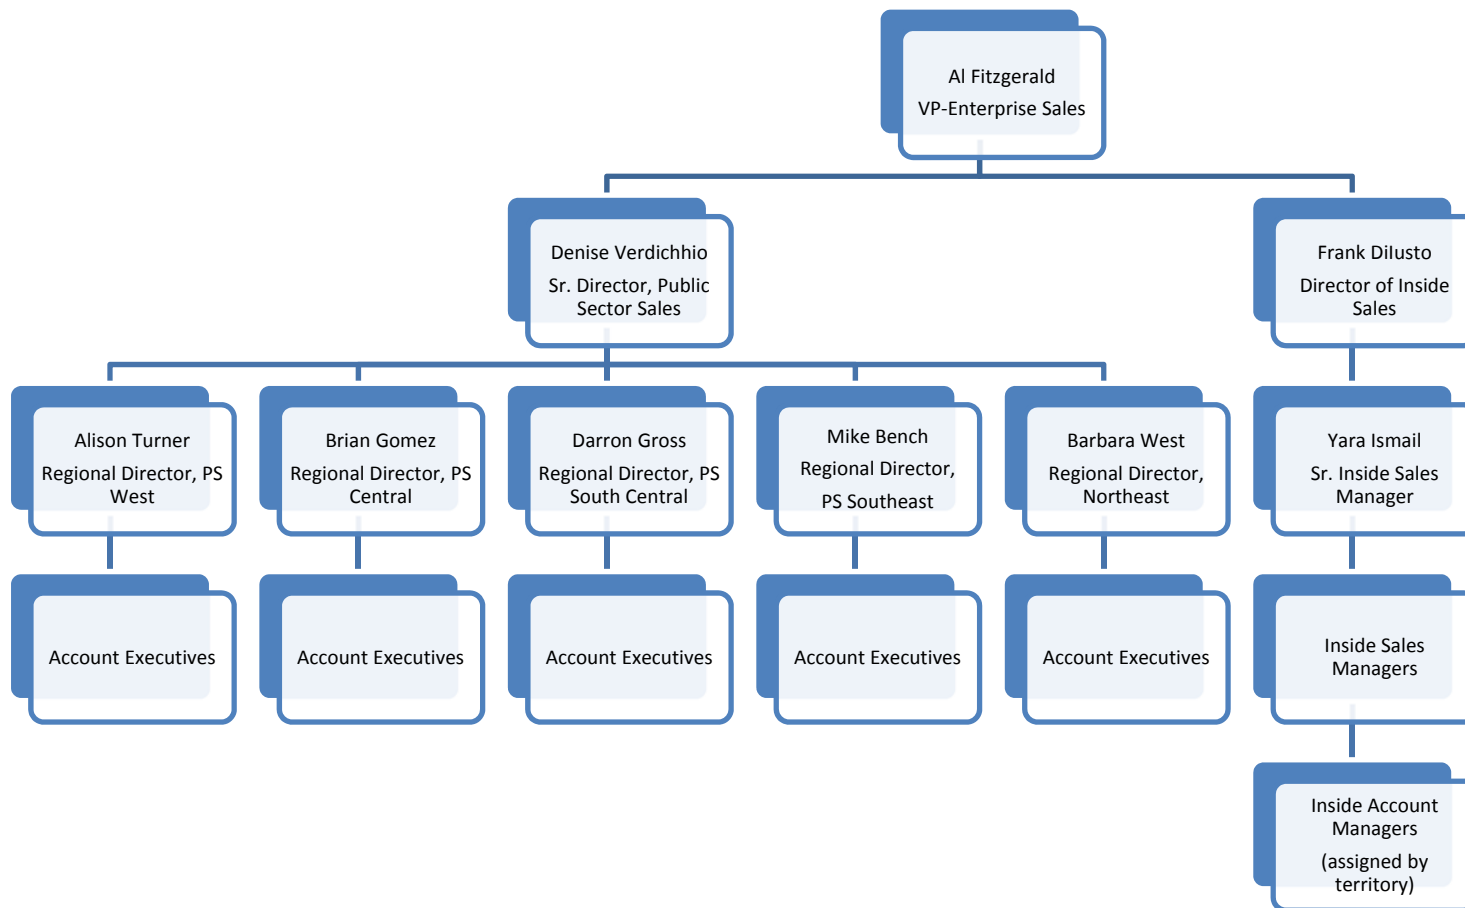 Al Fitzgerald
VP-Enterprise Sales
Denise Verdichhio
Sr. Director, Public
Sector Sales
Frank DiIusto
Director of Inside
Sales
Alison Turner
Regional Director, PS
West
Brian Gomez
Regional Director, PS
Central
Darron Gross
Regional Director, PS
South Central
Mike Bench
Regional Director,
PS Southeast
Barbara West
Regional Director,
Northeast
Yara Ismail
Sr. Inside Sales
Manager
Account Executives
Account Executives
Account Executives
Account Executives
Account Executives
Inside Sales
Managers
Inside Account
Managers
(assigned by
territory)